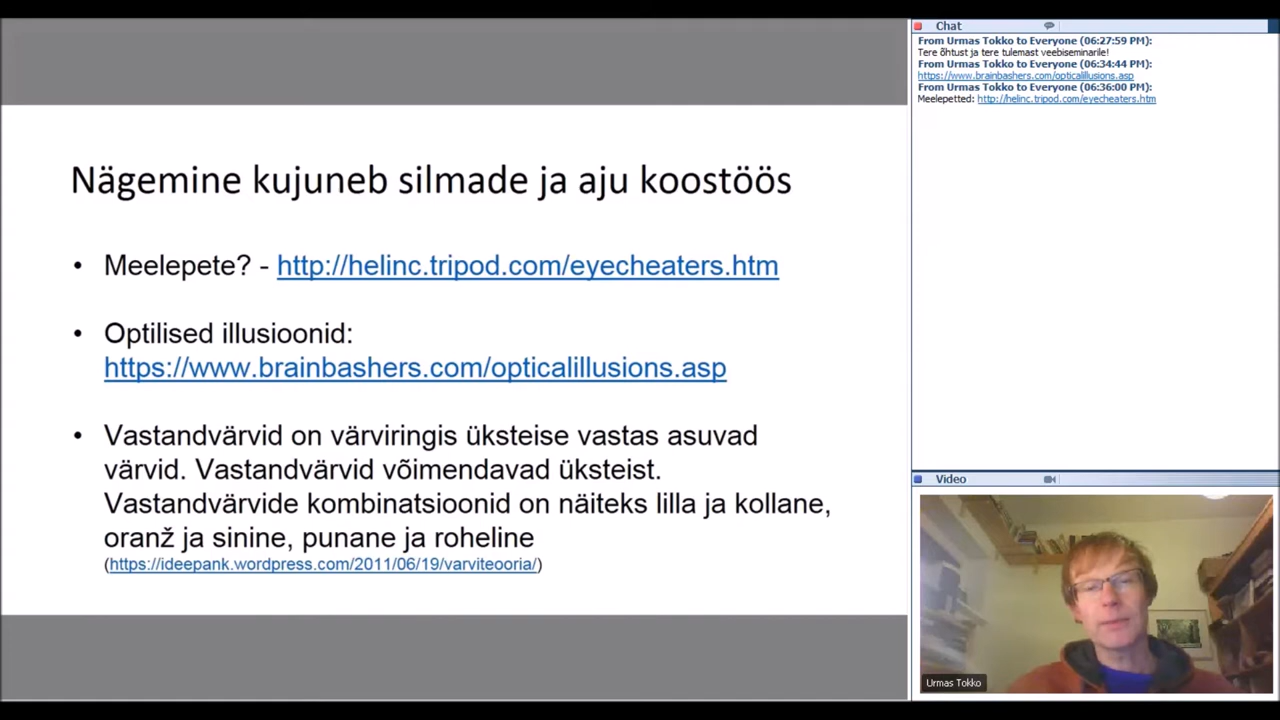 Nägemine kujuneb silmade ja aju koostöös
• Meelepete? - http://helinc.tripod.com/eyecheaters.htm
• Optilised illusioonid:
https://www.brainbashers.com/opticalillusions.asp
• Vastandvärvid on värviringis üksteise vastas asuvad
värvid. Vastandvärvid võimendavad üksteist.
Vastandvärvide kombinatsioonid on näiteks lilla ja kollane,
oranž ja sinine, punane ja roheline
(https://ideepank.wordpress.com/2011/06/19/varviteooria/)
Chat
From Urmas Tokko to Everyone (06:27:59 PM):
Tere õhtust ja tere tulemast veebiseminarile!
From Urmas Tokko to Everyone (06:34:44 PM):
https://www.brainbashers.com/opticalillusions.asp
From Urmas Tokko to Everyone (06:36:00 PM):
Meelepetted: http://helinc.tripod.com/eyecheaters.htm
Video
Urmas Tokko